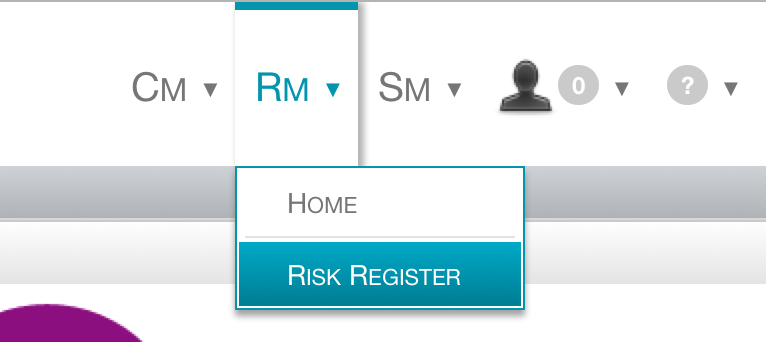 Cm ▼ Rm ▼ Sm ▼ 0 ▼ ? ▼
Home
Risk Register